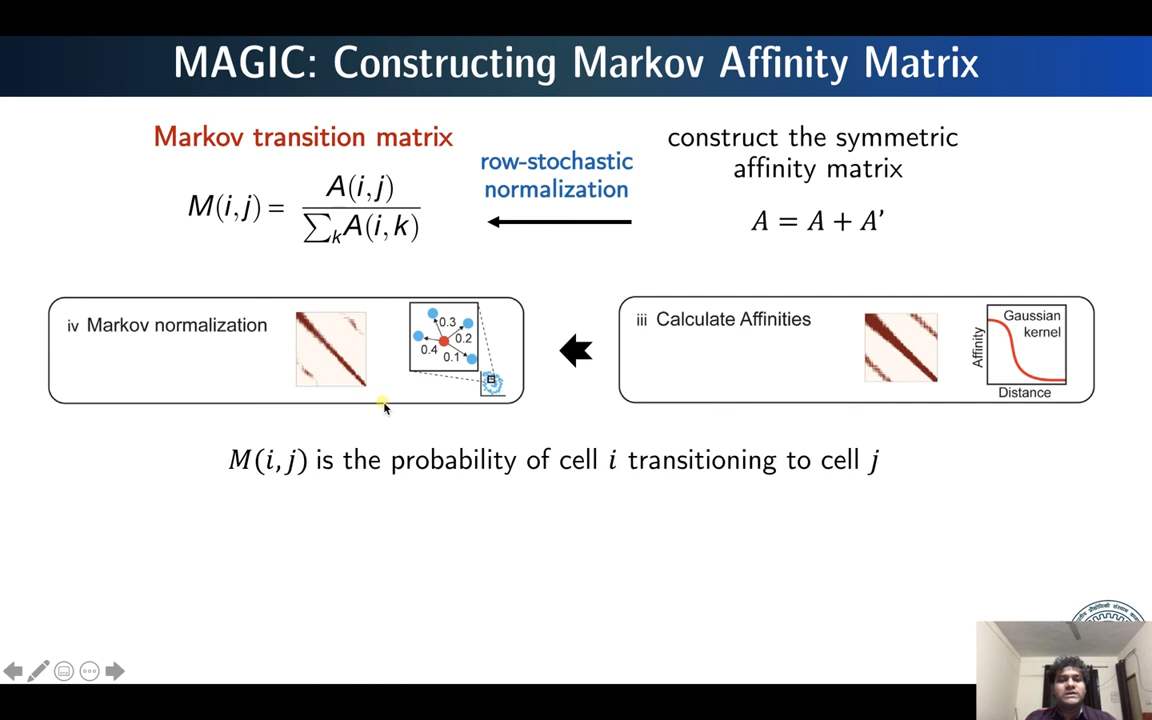 MAGIC: Constructing Markov Affinity Matrix
Markov transition matrix
M(i,j) = A(i,j) / ∑ₖA(i,k)
row-stochastic
normalization
construct the symmetric
affinity matrix
A = A + A’
iv Markov normalization
0.3
0.2
0.4
0.1
iii Calculate Affinities
Gaussian
kernel
Affinity
Distance
M(i,j) is the probability of cell i transitioning to cell j